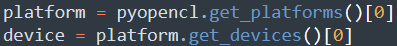 platform = pyopencl.get_platforms()[0]
device = platform.get_devices()[0]